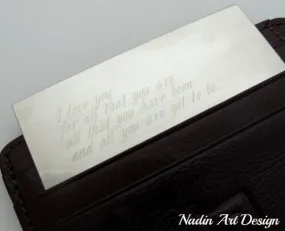 I love you
for all that you are
all that you have been
and all you are yet to be
Nadin Art Design